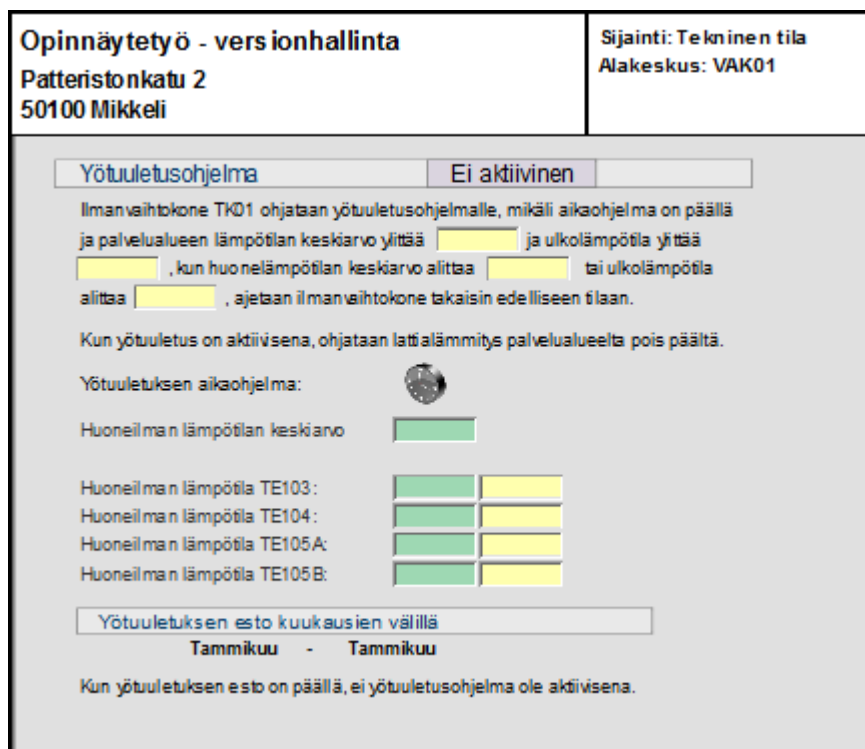 Opinnäytetyö - versionhallinta
Patteristonkatu 2
50100 Mikkeli
Sijainti: Tekninen tila
Alakeskus: VAK01
Yötuuletusohjelma Ei aktiivinen
Ilmanvaihtokone TK01 ohjataan yötuuletusohjelmalle, mikäli aikaohjelma on päällä
ja palvelualueen lämpötilan keskiarvo ylittää ja ulkolämpötila ylittää
, kun huonelämpötilan keskiarvo alittaa tai ulkolämpötila
alittaa , ajetaan ilmanvaihtokone takaisin edelliseen tilaan.
Kun yötuuletus on aktiivisena, ohjataan lattialämmitys palvelualueelta pois päältä.
Yötuuletuksen aikaohjelma:
Huoneilman lämpötilan keskiarvo
Huoneilman lämpötila TE103:
Huoneilman lämpötila TE104:
Huoneilman lämpötila TE105A:
Huoneilman lämpötila TE105B:
Yötuuletuksen esto kuukausien välillä
Tammikuu - Tammikuu
Kun yötuuletuksen esto on päällä, ei yötuuletusohjelma ole aktiivisena.